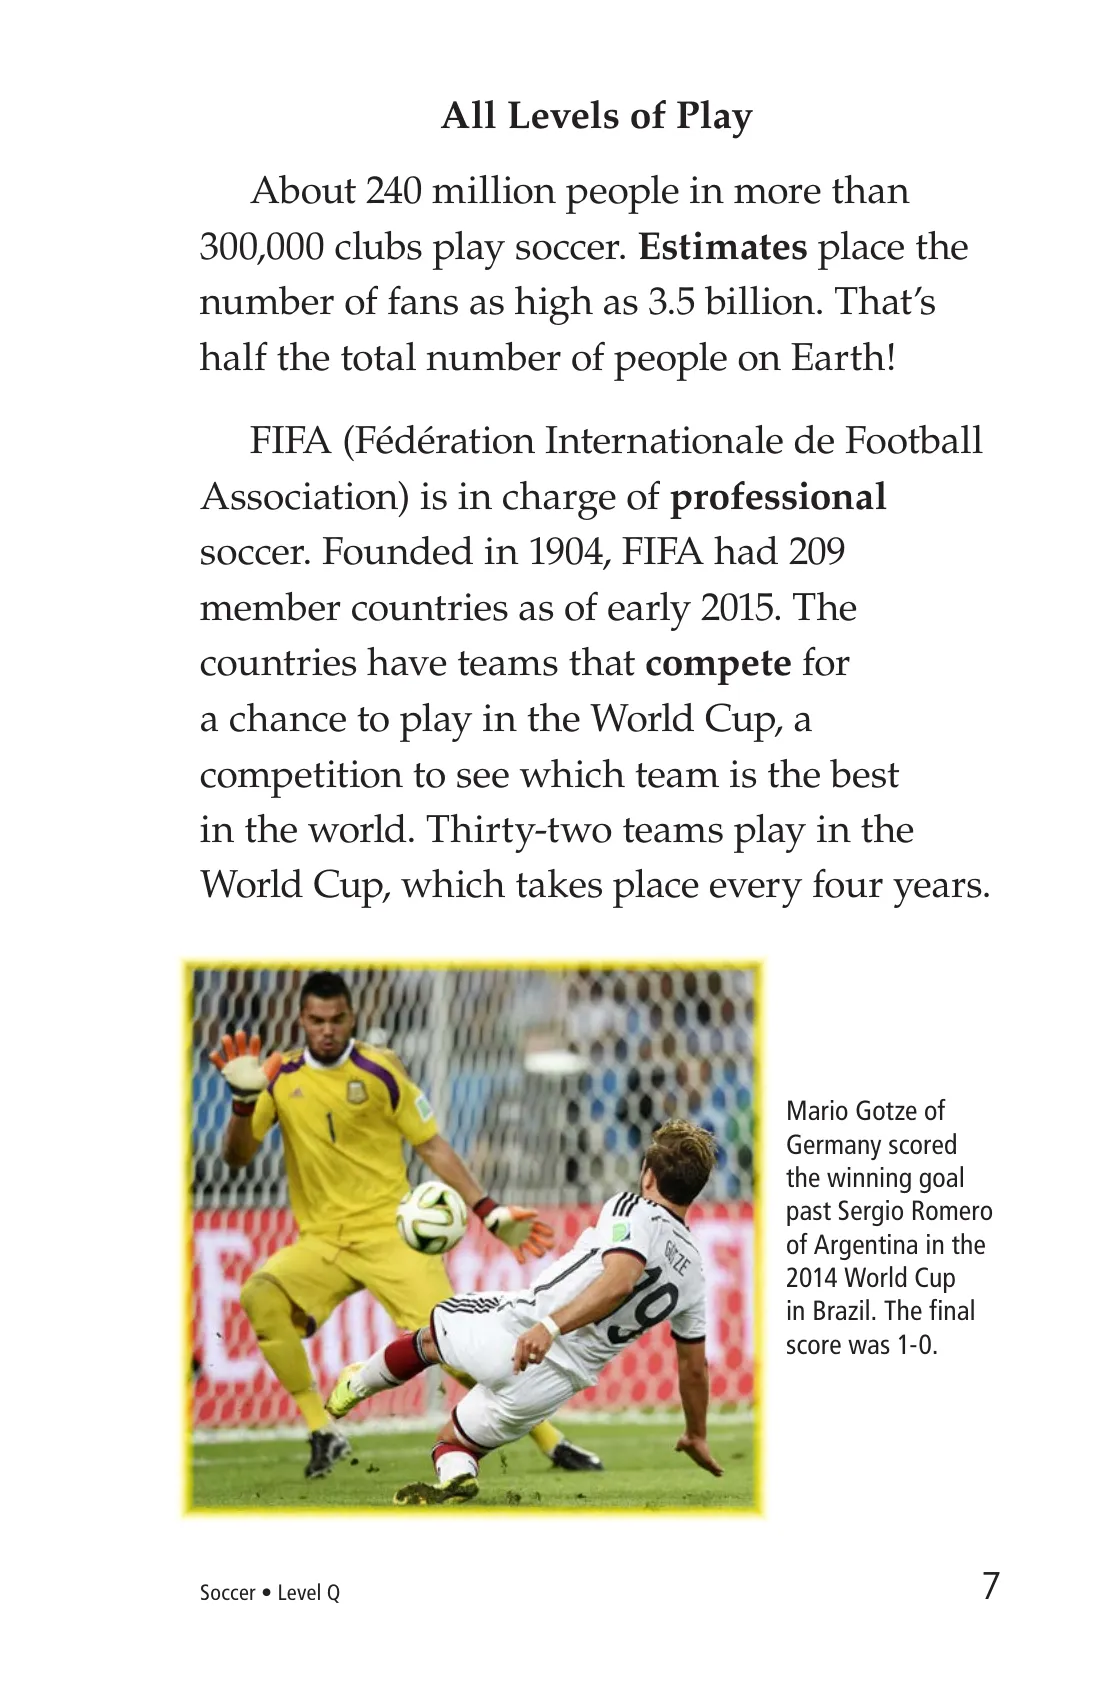 All Levels of Play
About 240 million people in more than
300,000 clubs play soccer. Estimates place the
number of fans as high as 3.5 billion. That’s
half the total number of people on Earth!
FIFA (Fédération Internationale de Football
Association) is in charge of professional
soccer. Founded in 1904, FIFA had 209
member countries as of early 2015. The
countries have teams that compete for
a chance to play in the World Cup, a
competition to see which team is the best
in the world. Thirty-two teams play in the
World Cup, which takes place every four years.
1
GÖTZE
19
Mario Gotze of
Germany scored
the winning goal
past Sergio Romero
of Argentina in the
2014 World Cup
in Brazil. The final
score was 1-0.
Soccer • Level Q
7